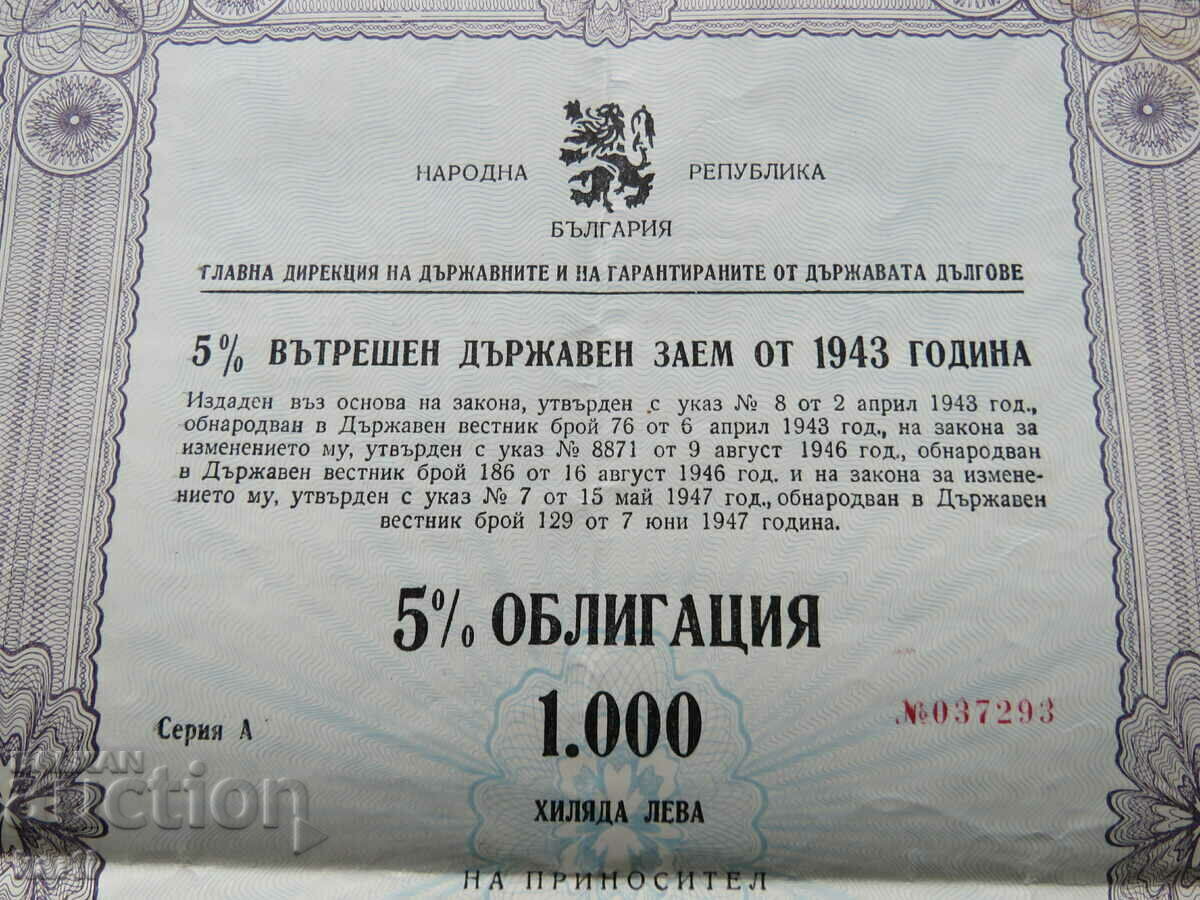 НАРОДНА РЕПУБЛИКА
БЪЛГАРИЯ
ГЛАВНА ДИРЕКЦИЯ НА ДЪРЖАВНИТЕ И НА ГАРАНТИРАНИТЕ ОТ ДЪРЖАВАТА ДЪЛГОВЕ
5% ВЪТРЕШЕН ДЪРЖАВЕН ЗАЕМ ОТ 1943 ГОДИНА
Издаден въз основа на закона, утвърден с указ № 8 от 2 април 1943 год.,
обнародван в Държавен вестник брой 76 от 6 април 1943 год., на закона за
изменението му, утвърден с указ № 8871 от 9 август 1946 год., обнародван
в Държавен вестник брой 186 от 16 август 1946 год. и на закона за измене-
нието му, утвърден с указ № 7 от 15 май 1947 год., обнародван в Държавен
вестник брой 129 от 7 юни 1947 година.
5% ОБЛИГАЦИЯ
Серия А 1.000 №037293
ХИЛЯДА ЛЕВА
НА ПРИНОСИТЕЛ